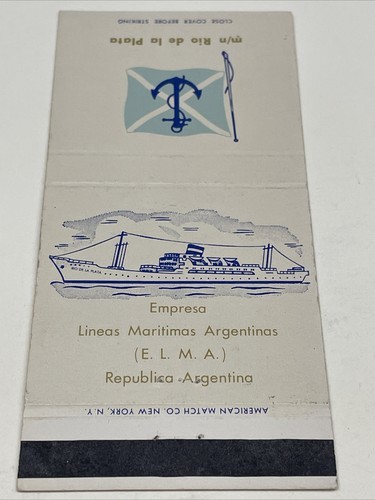 CLOSE COVER BEFORE STRIKING
m/n Rio de la Plata
RIO DE LA PLATA
Empresa
Lineas Maritimas Argentinas
(E. L. M. A.)
Republica Argentina
AMERICAN MATCH CO. NEW YORK, N.Y.